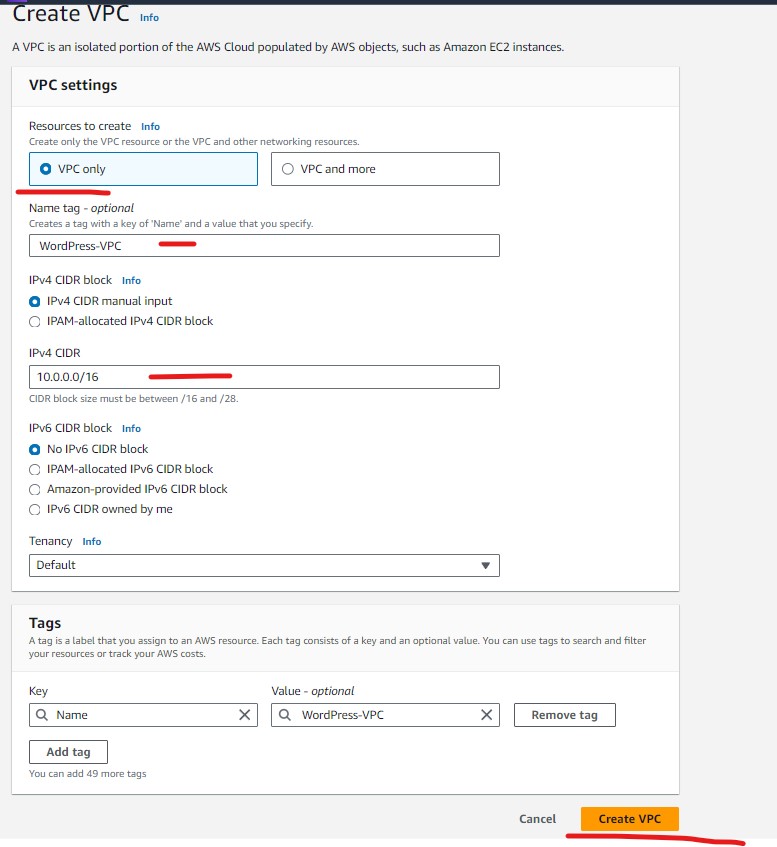 Create VPC Info
A VPC is an isolated portion of the AWS Cloud populated by AWS objects, such as Amazon EC2 instances.
VPC settings
Resources to create Info
Create only the VPC resource or the VPC and other networking resources.
VPC only
VPC and more
Name tag - optional
Creates a tag with a key of 'Name' and a value that you specify.
WordPress-VPC
IPv4 CIDR block Info
IPv4 CIDR manual input
IPAM-allocated IPv4 CIDR block
IPv4 CIDR
10.0.0.0/16
CIDR block size must be between /16 and /28.
IPv6 CIDR block Info
No IPv6 CIDR block
IPAM-allocated IPv6 CIDR block
Amazon-provided IPv6 CIDR block
IPv6 CIDR owned by me
Tenancy Info
Default
Tags
A tag is a label that you assign to an AWS resource. Each tag consists of a key and an optional value. You can use tags to search and filter
your resources or track your AWS costs.
Key Value - optional
Name WordPress-VPC Remove tag
Add tag
You can add 49 more tags
Cancel Create VPC